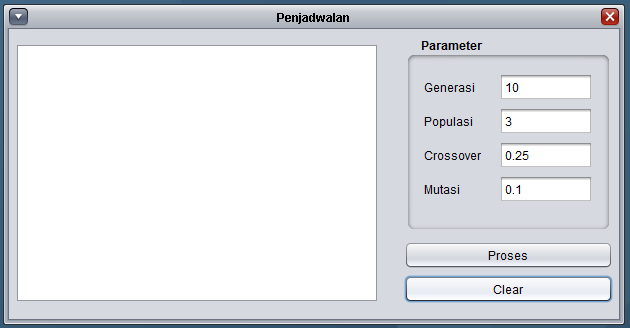 Penjadwalan
Parameter
Generasi 10
Populasi 3
Crossover 0.25
Mutasi 0.1
Proses
Clear